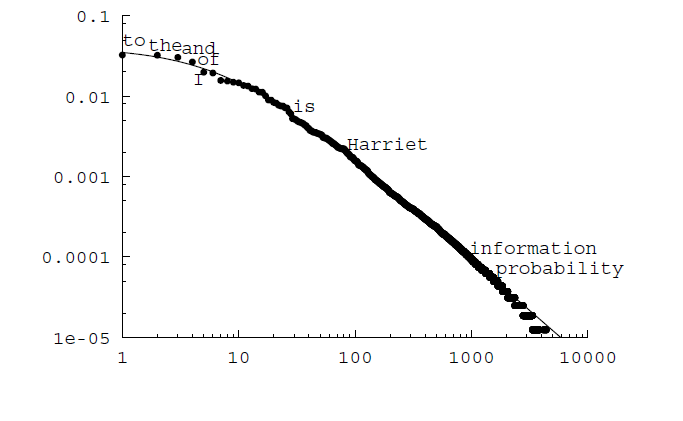 0.1
to the and
of
I
0.01
is
Harriet
0.001
information
0.0001
probability
1e-05
1 10 100 1000 10000